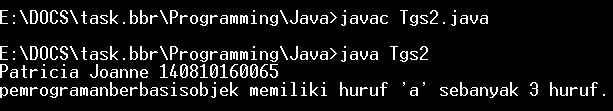 E:\DOCS\task.bbr\Programming\Java>javac Tgs2.java
E:\DOCS\task.bbr\Programming\Java>java Tgs2
Patricia Joanne 140810160065
pemrogramanberbasisobjek memiliki huruf 'a' sebanyak 3 huruf.